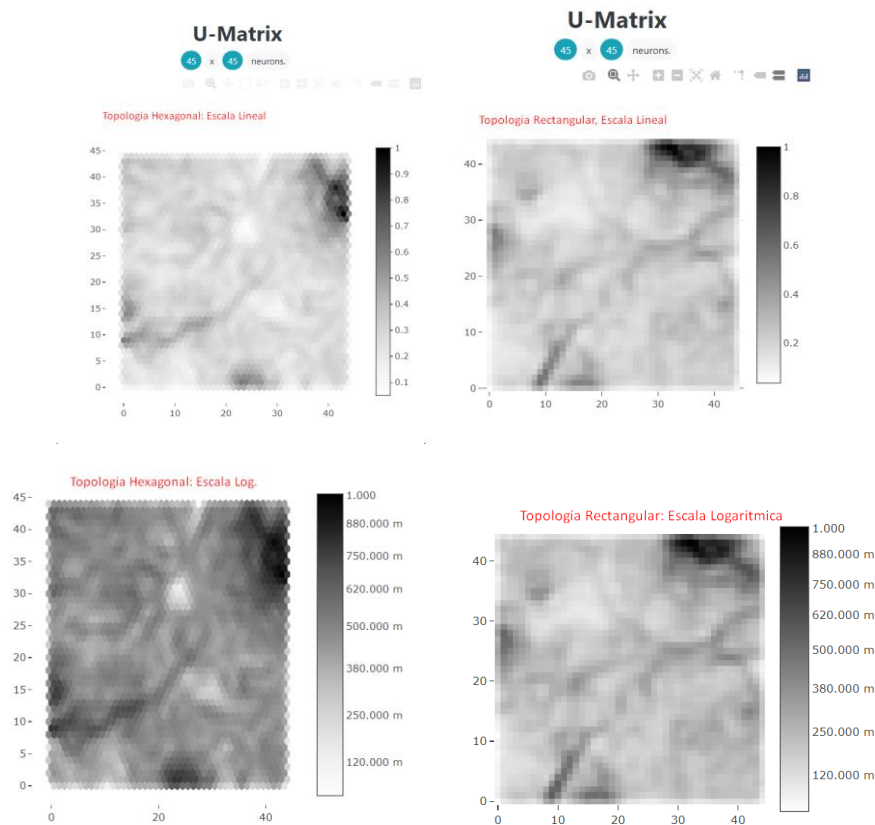 U-Matrix
45 x 45 neurons.
Topología Hexagonal: Escala Lineal
45
40
35
30
25
20
15
10
5
0
0 10 20 30 40
1
0.9
0.8
0.7
0.6
0.5
0.4
0.3
0.2
0.1
U-Matrix
45 x 45 neurons.
Topología Rectangular, Escala Lineal
40
30
20
10
0
0 10 20 30 40
1
0.8
0.6
0.4
0.2
Topología Hexagonal: Escala Log.
45
40
35
30
25
20
15
10
5
0
0 20 40
1.000
880.000 m
750.000 m
620.000 m
500.000 m
380.000 m
250.000 m
120.000 m
Topología Rectangular: Escala Logarítmica
40
30
20
10
0
0 10 20 30 40
1.000
880.000 m
750.000 m
620.000 m
500.000 m
380.000 m
250.000 m
120.000 m